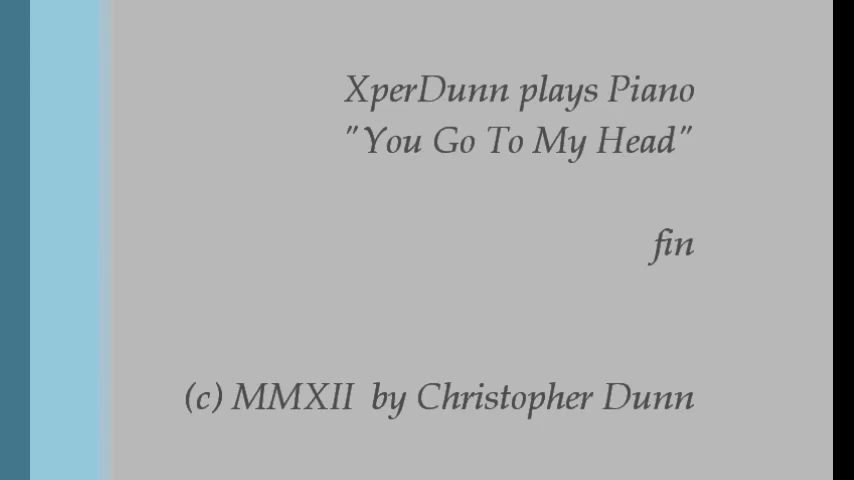 XperDunn plays Piano
"You Go To My Head"
fin
(c) MMXII by Christopher Dunn